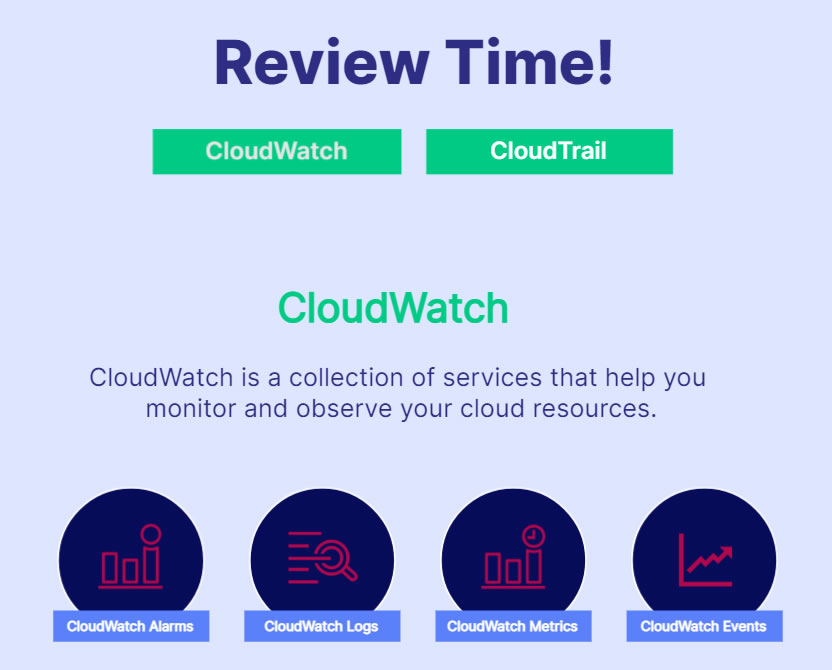 Review Time!
CloudWatch
CloudTrail
CloudWatch
CloudWatch is a collection of services that help you
monitor and observe your cloud resources.
CloudWatch Alarms
CloudWatch Logs
CloudWatch Metrics
CloudWatch Events